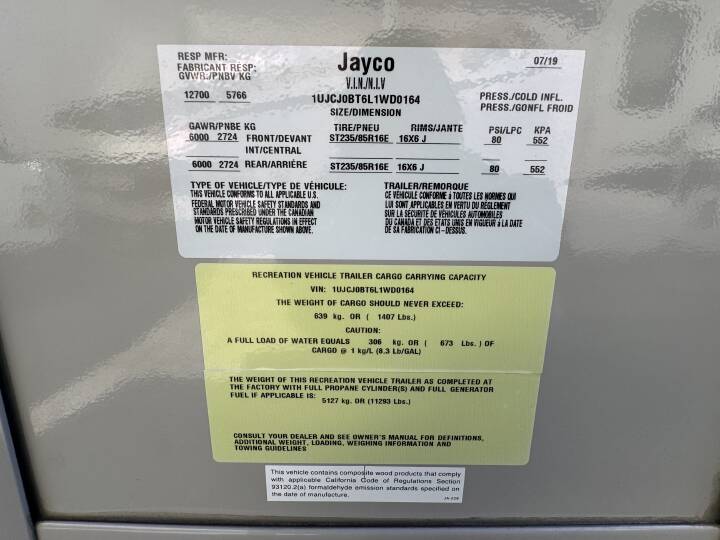 RESP MFR: Jayco 07/19
FABRICANT RESP:
GVWR:/PNBV KG V.I.N./N.I.V
12700 5766 1UJCJ0BT6L1WD0164 PRESS./COLD INFL.
SIZE/DIMENSION PRESS./GONFL FROID
GAWR/PNBE KG TIRE/PNEU RIMS/JANTE PSI/LPC KPA
6000 2724 FRONT/DEVANT ST235/85R16E 16X6 J 80 552
INT/CENTRAL
6000 2724 REAR/ARRIÈRE ST235/85R16E 16X6 J 80 552
TYPE OF VEHICLE/TYPE DE VÉHICULE: TRAILER/REMORQUE
THIS VEHICLE CONFORMS TO ALL APPLICABLE U.S. CE VÉHICULE CONFORME à TOUTES LES NORMES QUI
FEDERAL MOTOR VEHICLE SAFETY STANDARDS AND LUI SONT APPLICABLES EN VERTU DU RÈGLEMENT
STANDARDS PRESCRIBED UNDER THE CANADIAN SUR LA SÉCURITÉ DE VÉHICULES AUTOMOBILES
MOTOR VEHICLE SAFETY REGULATIONS IN EFFECT DU CANADA ET DES ETATS UNIS EN VIGUEUR à LA DATE
ON THE DATE OF MANUFACTURE SHOWN ABOVE. DE SA FABRICATION CI-DESSUS.
RECREATION VEHICLE TRAILER CARGO CARRYING CAPACITY
VIN: 1UJCJ0BT6L1WD0164
THE WEIGHT OF CARGO SHOULD NEVER EXCEED:
639 kg. OR ( 1407 Lbs.)
CAUTION:
A FULL LOAD OF WATER EQUALS 306 kg. OR ( 673 Lbs. ) OF
CARGO @ 1 kg/L (8.3 Lb/GAL)
THE WEIGHT OF THIS RECREATION VEHICLE TRAILER AS COMPLETED AT
THE FACTORY WITH FULL PROPANE CYLINDER(S) AND FULL GENERATOR
FUEL IF APPLICABLE IS:
5127 kg. OR (11293 Lbs.)
CONSULT YOUR DEALER AND SEE OWNER'S MANUAL FOR DEFINITIONS,
ADDITIONAL WEIGHT, LOADING, WEIGHING INFORMATION AND
TOWING GUIDELINES
This vehicle contains composite wood products that comply
with applicable California Code of Regulations Section
93120.2(a) formaldehyde emission standards specified on
the date of manufacture.